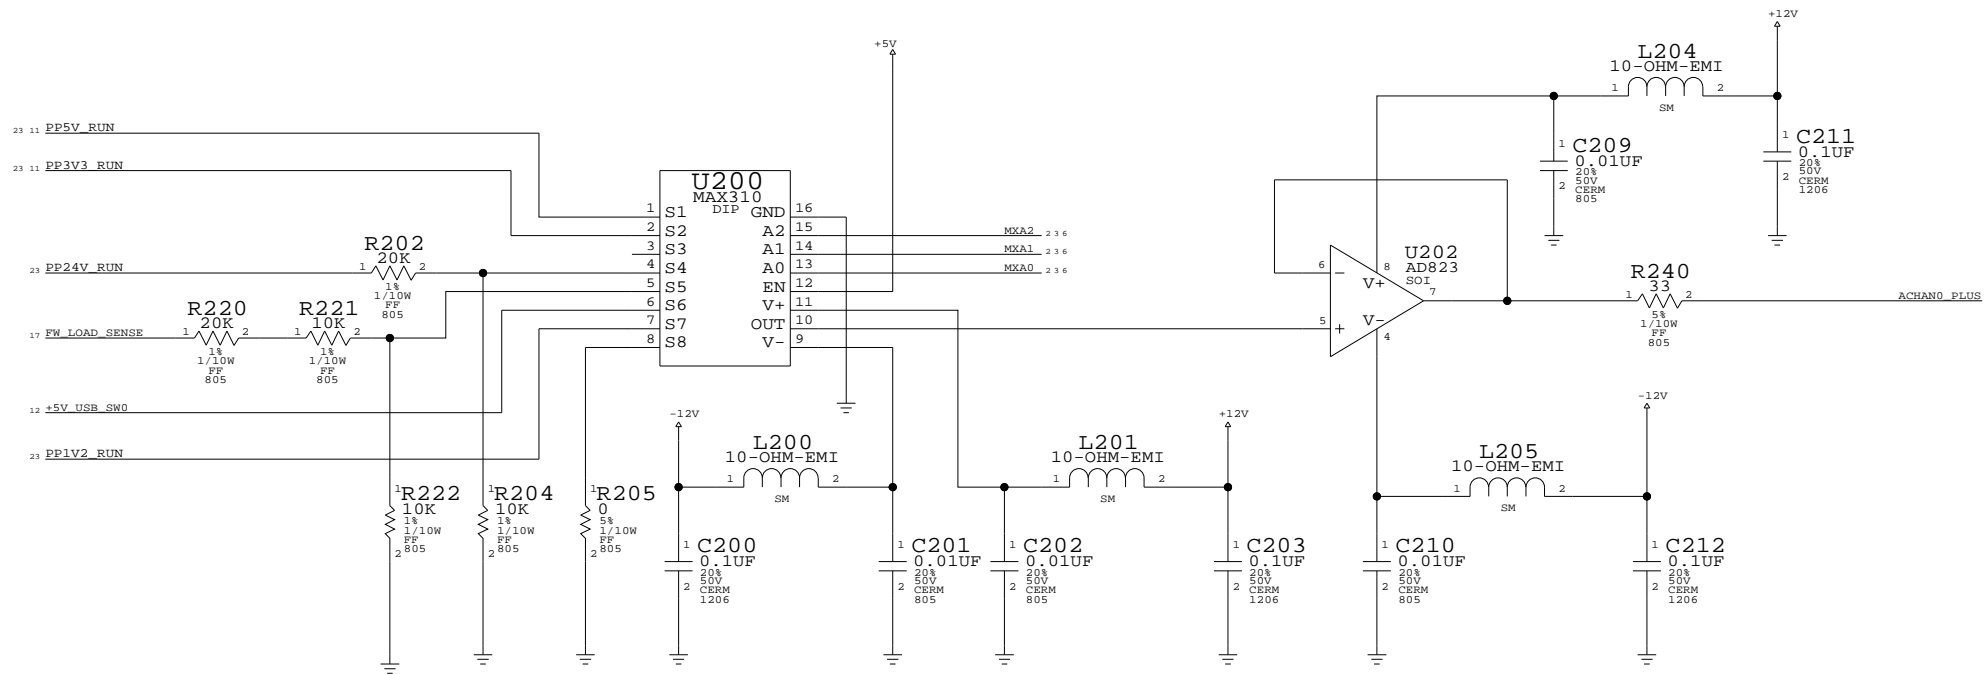 +12V
+5V
L204
10-OHM-EMI
1 2
SM
23 11 PP5V_RUN
23 11 PP3V3_RUN
1 C209
0.01UF
20%
50V
2 CERM
805
1 C211
0.1UF
20%
50V
2 CERM
1206
U200
MAX310
DIP
1 S1 GND 16
2 S2 A2 15
3 S3 A1 14
4 S4 A0 13
5 S5 EN 12
6 S6 V+ 11
7 S7 OUT 10
8 S8 V- 9
MXA2 2 3 6
MXA1 2 3 6
MXA0 2 3 6
23 PP24V_RUN
R202
20K
1 2
1%
1/10W
FF
805
17 FW_LOAD_SENSE
R220
20K
1 2
1%
1/10W
FF
805
R221
10K
1 2
1%
1/10W
FF
805
12 +5V_USB_SW0
23 PP1V2_RUN
U202
AD823
SOI
6 -
8
V+
7
5 +
V-
4
R240
33
1 2
5%
1/10W
FF
805
ACHAN0_PLUS
1 R222
10K
1%
1/10W
FF
2 805
1 R204
10K
1%
1/10W
FF
2 805
1 R205
0
5%
1/10W
FF
2 805
-12V
L200
10-OHM-EMI
1 2
SM
+12V
L201
10-OHM-EMI
1 2
SM
-12V
L205
10-OHM-EMI
1 2
SM
1 C200
0.1UF
20%
50V
2 CERM
1206
1 C201
0.01UF
20%
50V
2 CERM
805
1 C202
0.01UF
20%
50V
2 CERM
805
1 C203
0.1UF
20%
50V
2 CERM
1206
1 C210
0.01UF
20%
50V
2 CERM
805
1 C212
0.1UF
20%
50V
2 CERM
1206